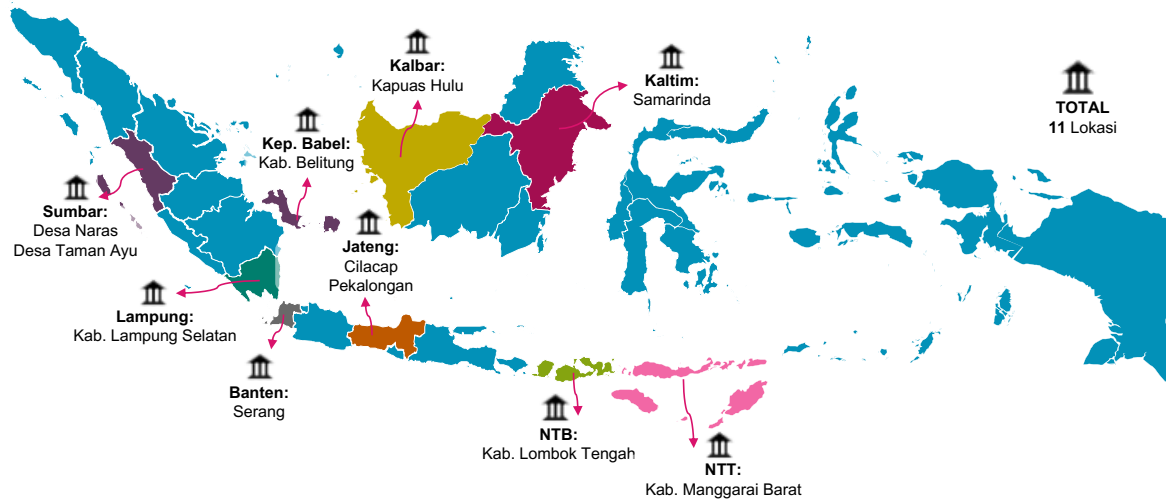 Kalbar:
Kapuas Hulu
Kaltim:
Samarinda
TOTAL
11 Lokasi
Kep. Babel:
Kab. Belitung
Sumbar:
Desa Naras
Desa Taman Ayu
Jateng:
Cilacap
Pekalongan
Lampung:
Kab. Lampung Selatan
Banten:
Serang
NTB:
Kab. Lombok Tengah
NTT:
Kab. Manggarai Barat